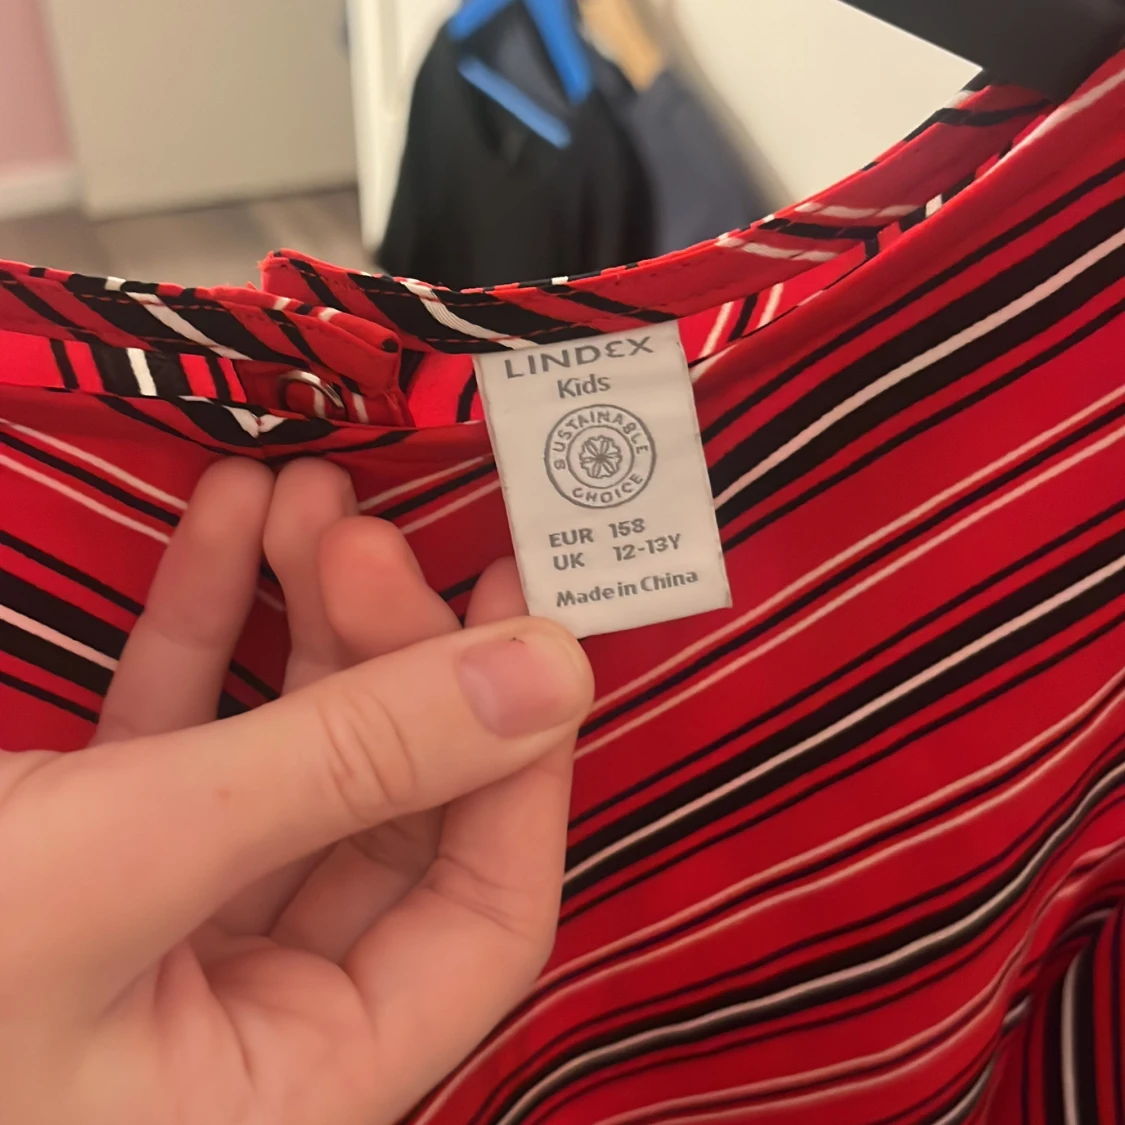 LINDEX
Kids
SUSTAINABLE
CHOICE
EUR 158
UK 12-13Y
Made in China